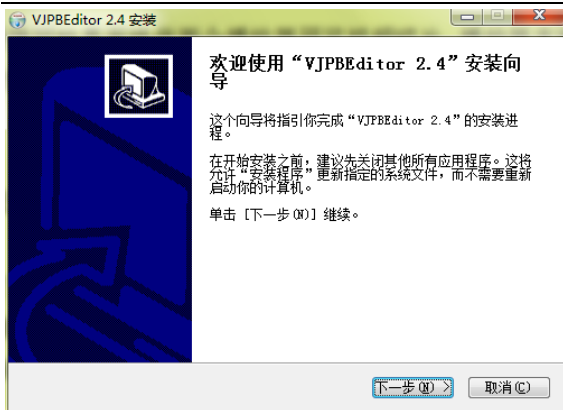 VJPBEditor 2.4 安装
欢迎使用“VJPBEditor 2.4”安装向
导
这个向导将指引你完成“VJPBEditor 2.4”的安装进
程。
在开始安装之前，建议先关闭其他所有应用程序。这将
允许“安装程序”更新指定的系统文件，而不需要重新
启动你的计算机。
单击 [下一步(N)] 继续。
下一步(N) >
取消(C)